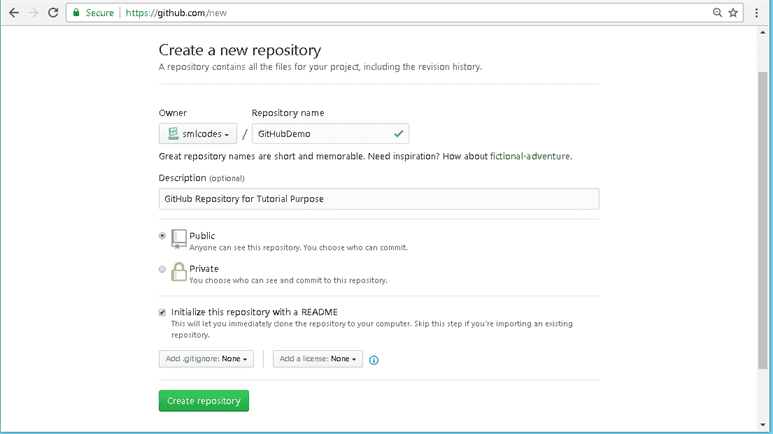 Secure https://github.com/new
Create a new repository
A repository contains all the files for your project, including the revision history.
Owner Repository name
smlcodes / GitHubDemo
Great repository names are short and memorable. Need inspiration? How about fictional-adventure.
Description (optional)
GitHub Repository for Tutorial Purpose
Public
Anyone can see this repository. You choose who can commit.
Private
You choose who can see and commit to this repository.
Initialize this repository with a README
This will let you immediately clone the repository to your computer. Skip this step if you're importing an existing
repository.
Add .gitignore: None Add a license: None
Create repository